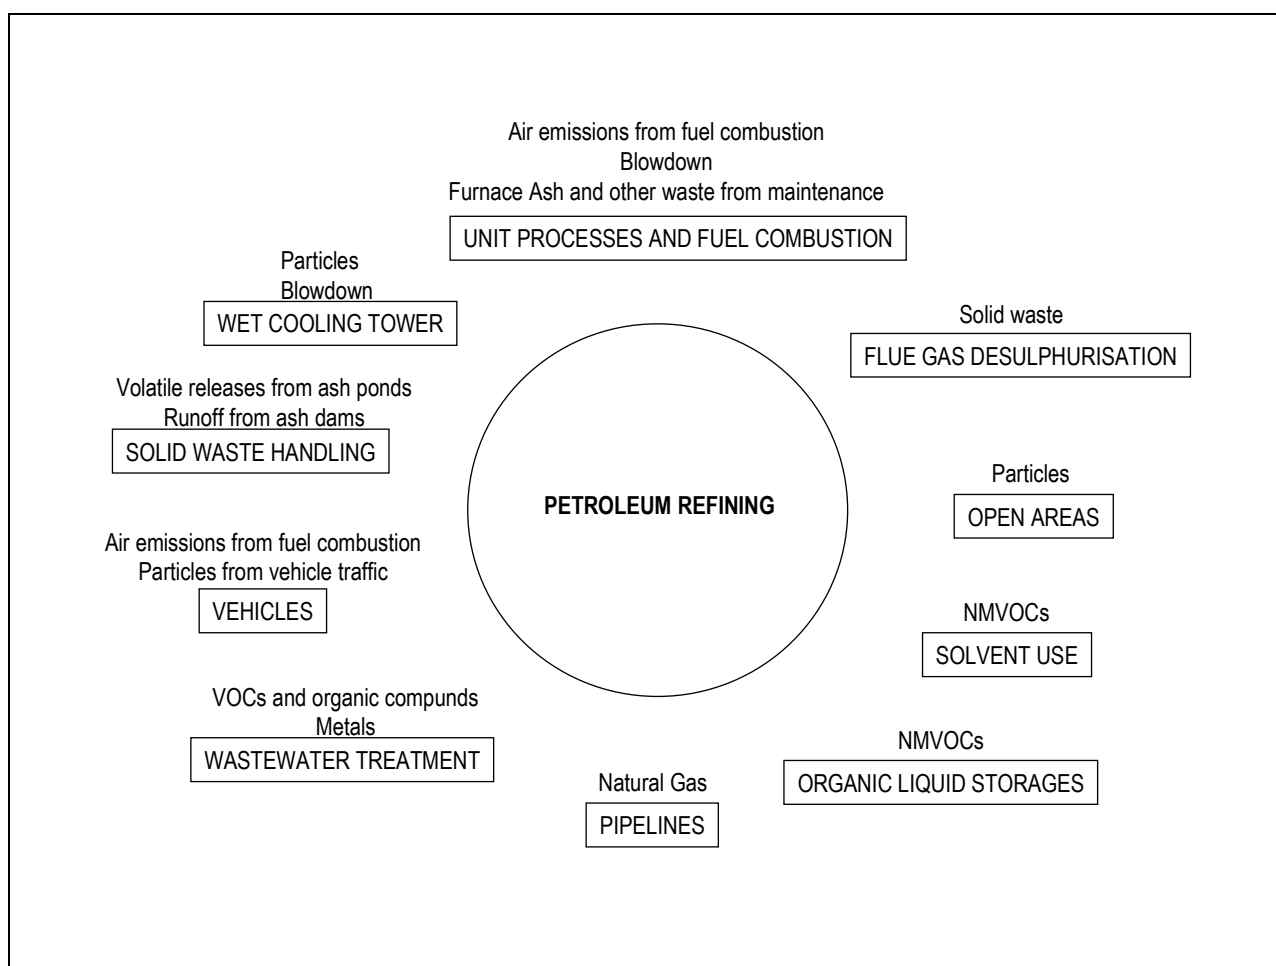 Air emissions from fuel combustion
Blowdown
Furnace Ash and other waste from maintenance
UNIT PROCESSES AND FUEL COMBUSTION
Particles
Blowdown
WET COOLING TOWER
Solid waste
FLUE GAS DESULPHURISATION
Volatile releases from ash ponds
Runoff from ash dams
SOLID WASTE HANDLING
PETROLEUM REFINING
Particles
OPEN AREAS
Air emissions from fuel combustion
Particles from vehicle traffic
VEHICLES
NMVOCs
SOLVENT USE
VOCs and organic compunds
Metals
WASTEWATER TREATMENT
NMVOCs
ORGANIC LIQUID STORAGES
Natural Gas
PIPELINES